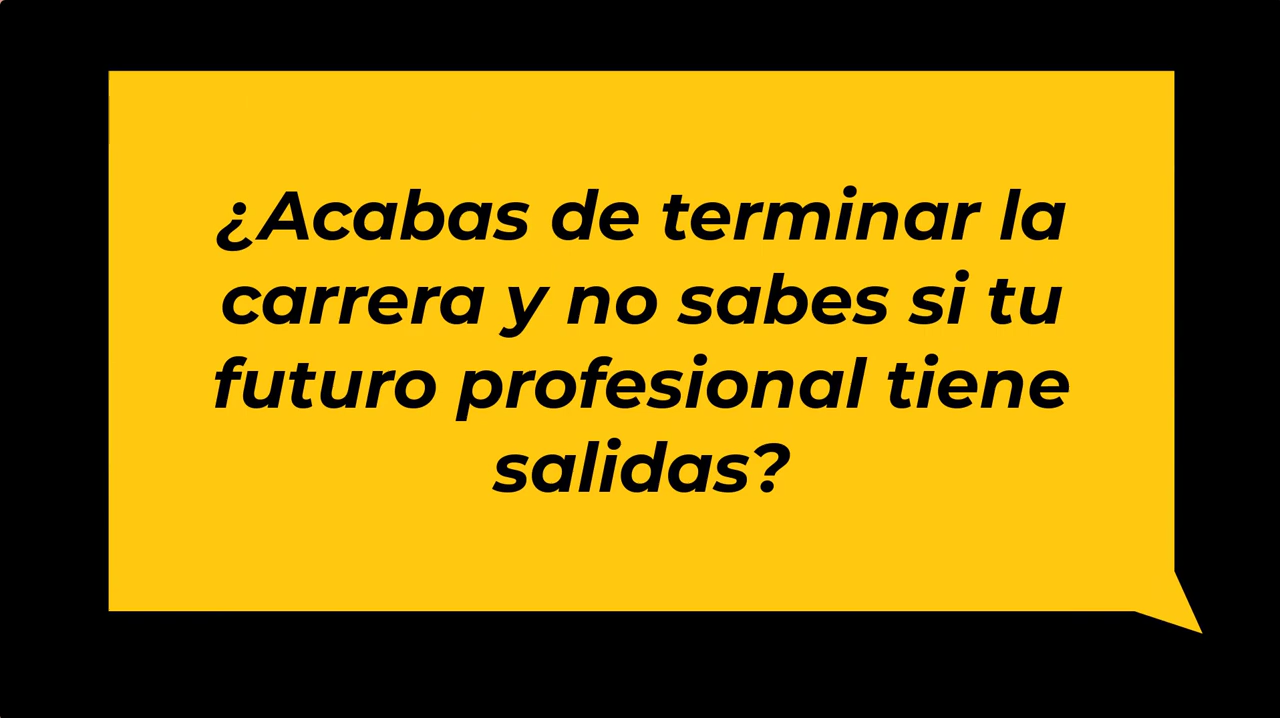 ¿Acabas de terminar la
carrera y no sabes si tu
futuro profesional tiene
salidas?